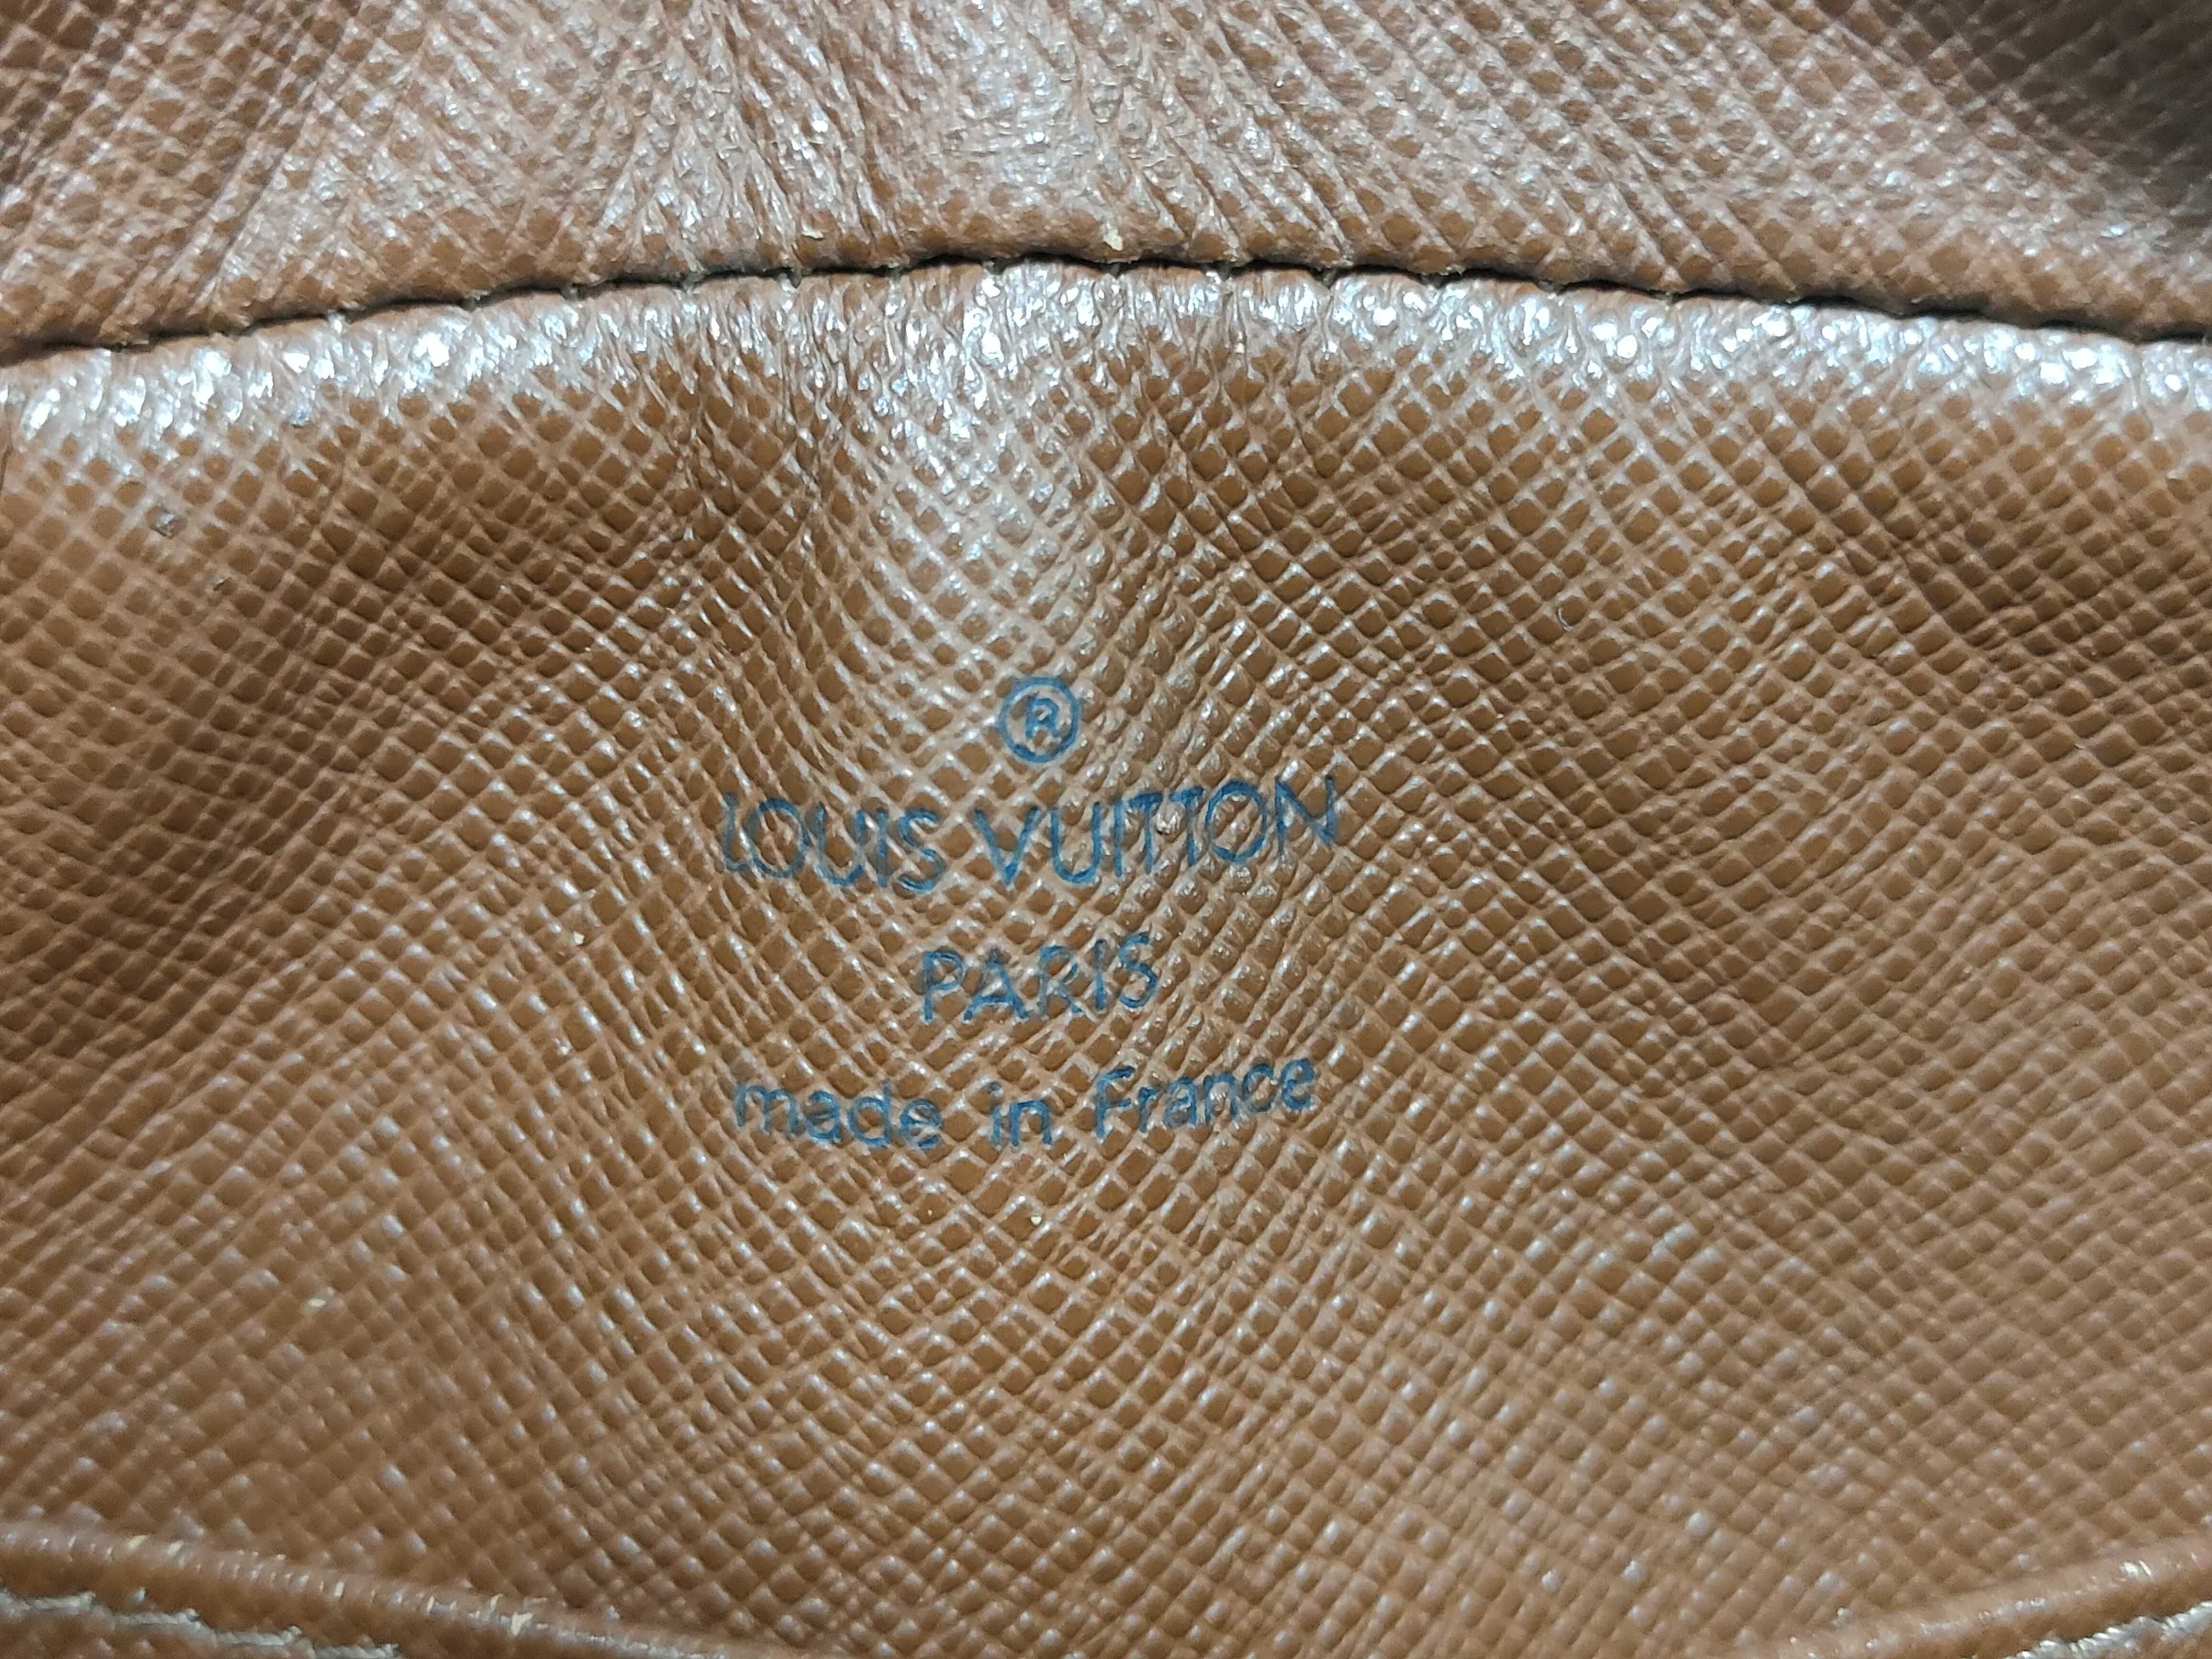 ®
LOUIS VUITTON
PARIS
made in France